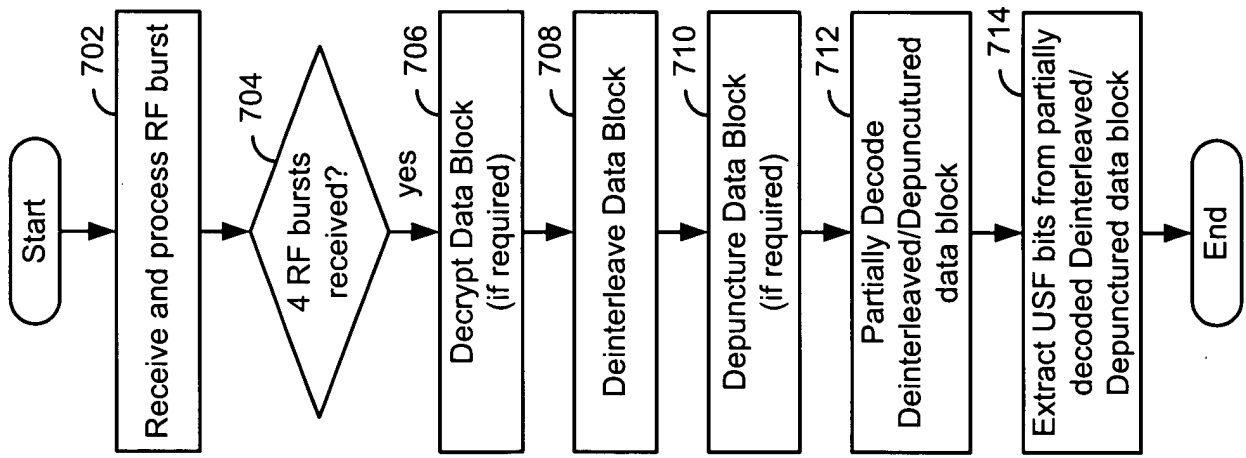 Start
702
Receive and process RF burst
704
4 RF bursts
received?
yes
706
Decrypt Data Block
(if required)
708
Deinterleave Data Block
710
Depuncture Data Block
(if required)
712
Partially Decode
Deinterleaved/Depuncutured
data block
714
Extract USF bits from partially
decoded Deinterleaved/
Depunctured data block
End